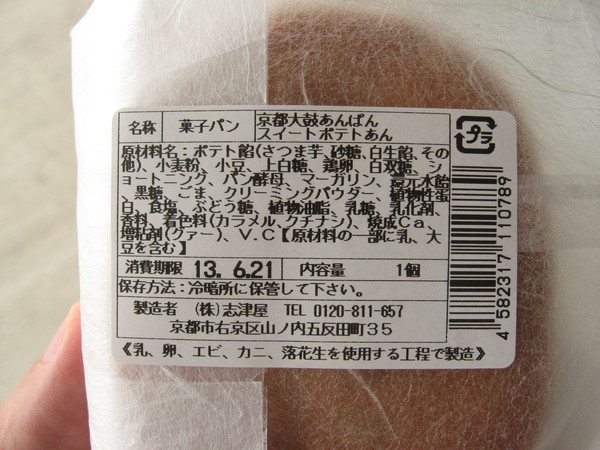 名称 菓子パン 京都太鼓あんぱん
スイートポテトあん
原材料名：ポテト餡(さつま芋、砂糖、白生餡、その
他)、小麦粉、小豆、上白糖、鶏卵、白双糖、シ
ョートニング、パン酵母、マーガリン、還元水飴
、黒糖、ごま、クリーミングパウダー、植物性蛋
白、食塩、ぶどう糖、植物油脂、乳糖、乳化剤、
香料、着色料(カラメル、クチナシ)、焼成Ca、
増粘剤(グァー)、V.C【原材料の一部に乳、大
豆を含む】
消費期限 13.6.21 内容量 1個
保存方法：冷暗所に保管して下さい。
製造者 (株)志津屋 TEL 0120-811-657
京都市右京区山ノ内五反田町35
《乳、卵、エビ、カニ、落花生を使用する工程で製造》
プラ
4 582317 110789